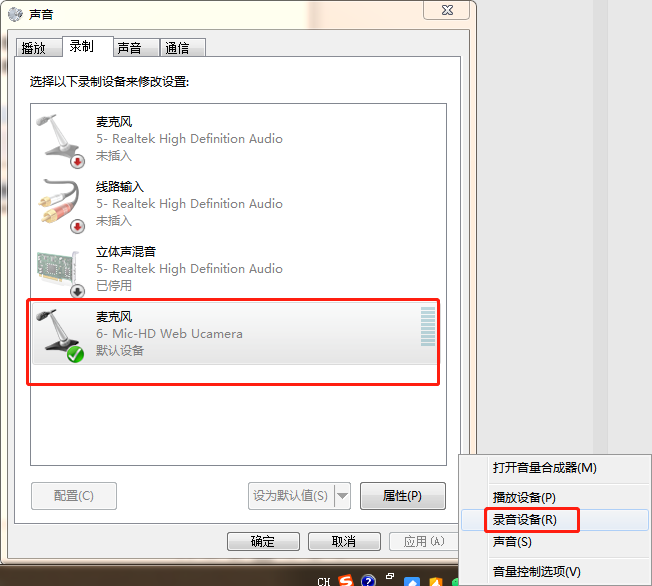 声音
播放
录制
声音
通信
选择以下录制设备来修改设置:
麦克风
5- Realtek High Definition Audio
未插入
线路输入
5- Realtek High Definition Audio
未插入
立体声混音
5- Realtek High Definition Audio
已停用
麦克风
6- Mic-HD Web Ucamera
默认设备
配置(C)
设为默认值(S)
属性(P)
确定
取消
应用(A)
打开音量合成器(M)
播放设备(P)
录音设备(R)
声音(S)
音量控制选项(V)
CH